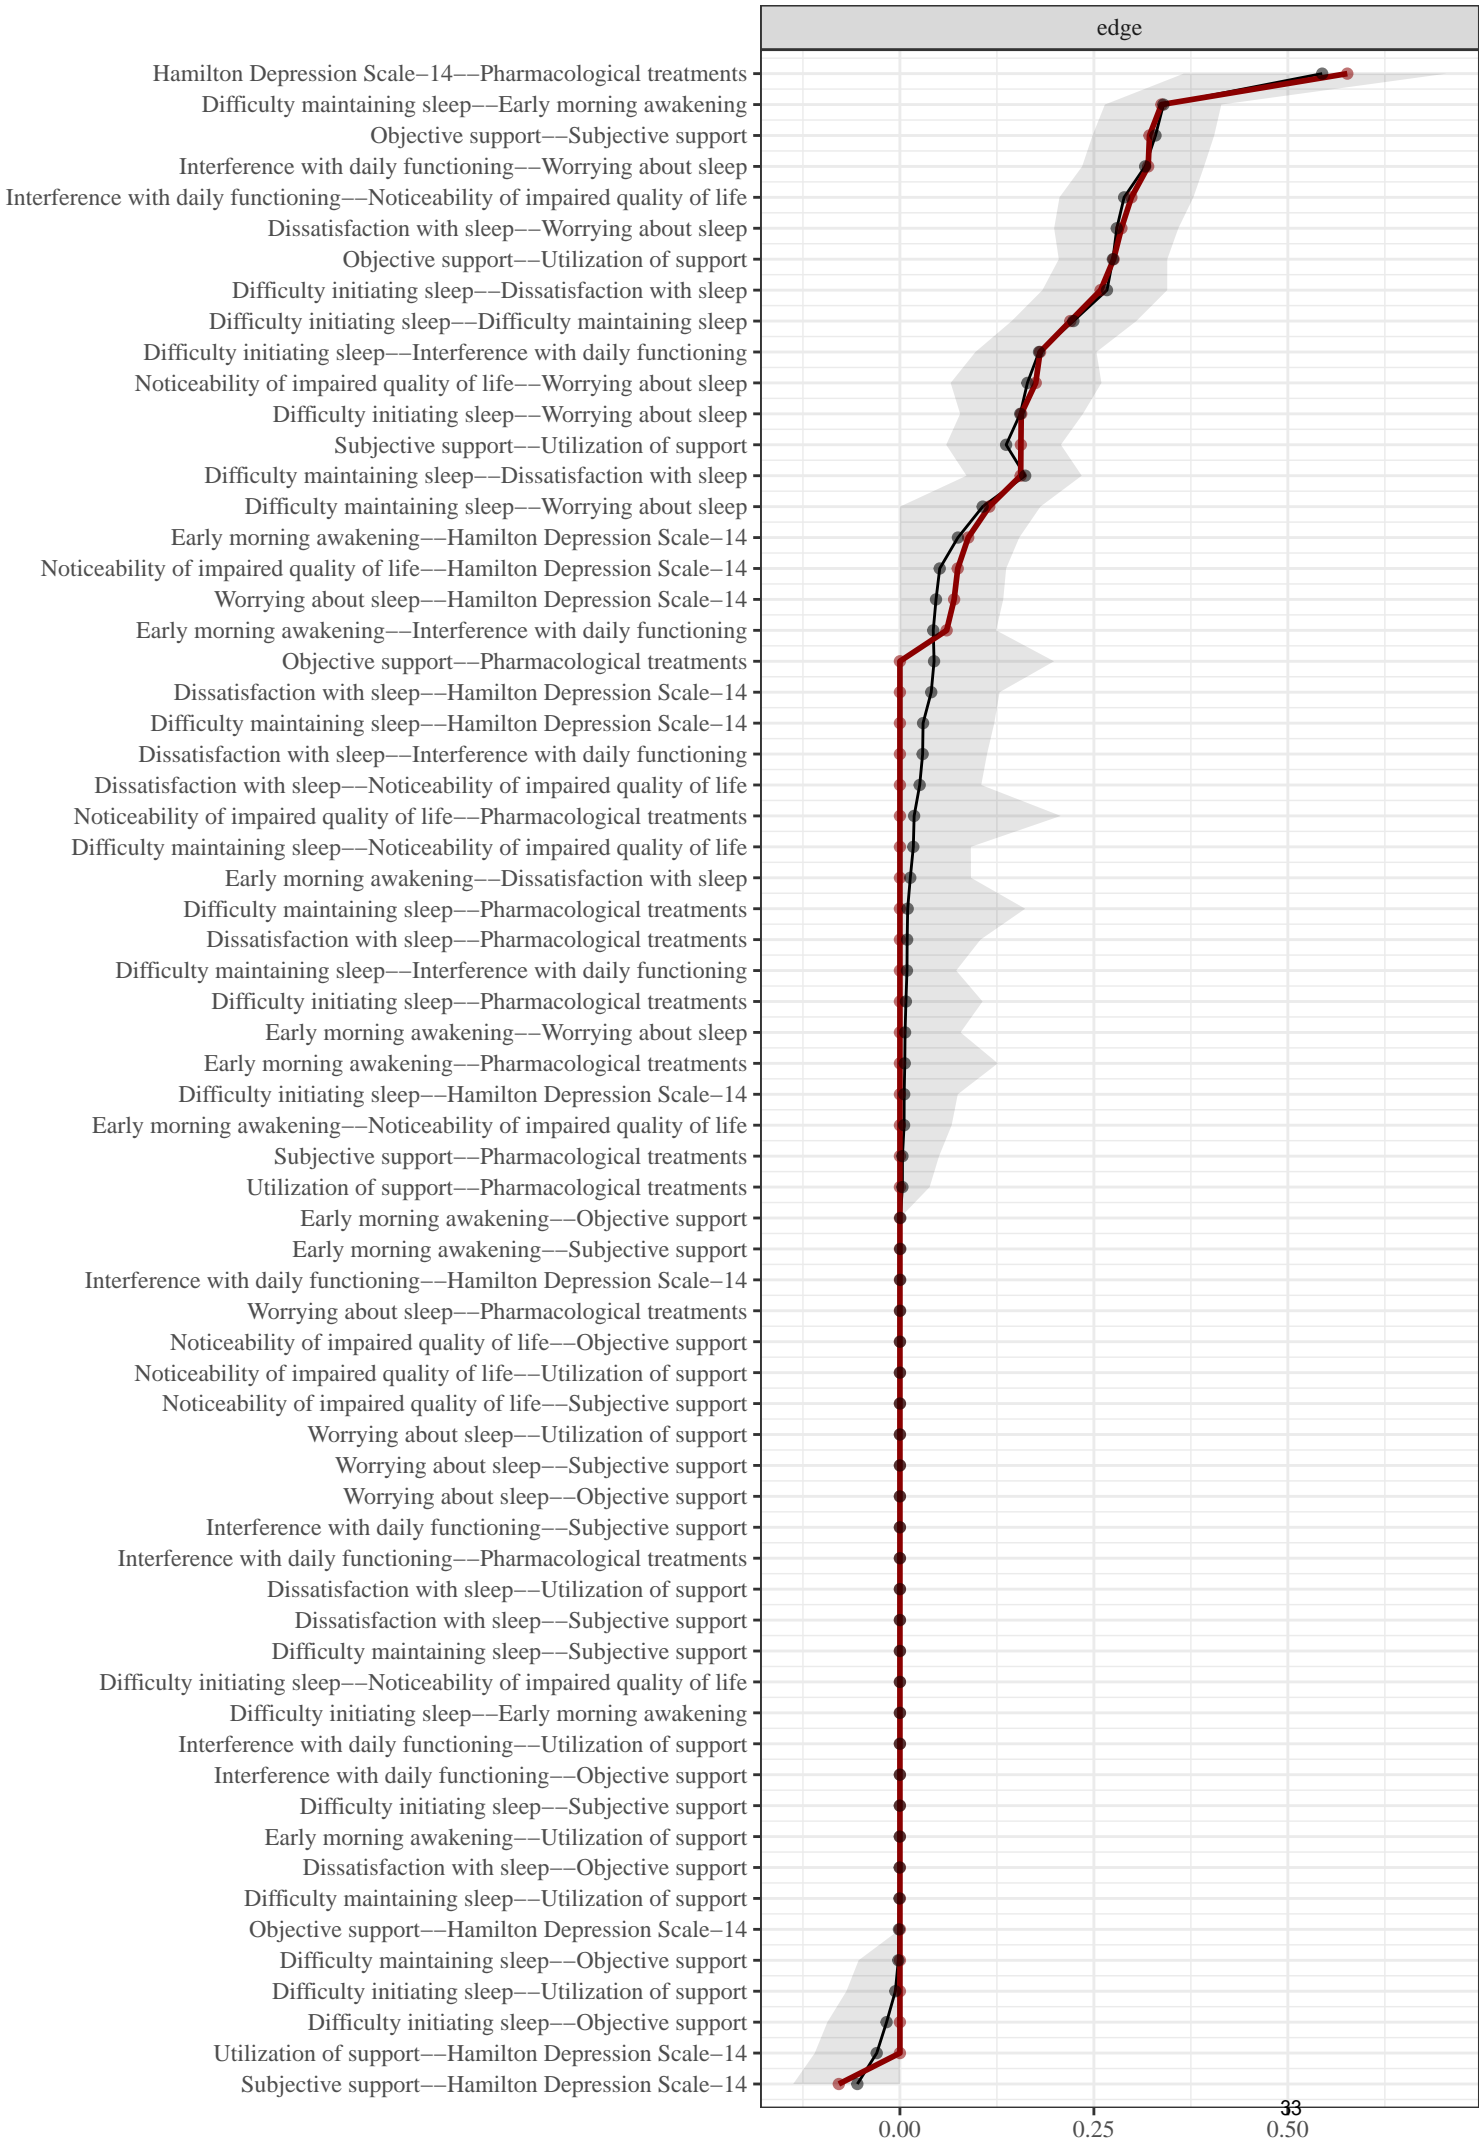 edge
Hamilton Depression Scale−14−−Pharmacological treatments
Difficulty maintaining sleep−−Early morning awakening
Objective support−−Subjective support
Interference with daily functioning−−Worrying about sleep
Interference with daily functioning−−Noticeability of impaired quality of life
Dissatisfaction with sleep−−Worrying about sleep
Objective support−−Utilization of support
Difficulty initiating sleep−−Dissatisfaction with sleep
Difficulty initiating sleep−−Difficulty maintaining sleep
Difficulty initiating sleep−−Interference with daily functioning
Noticeability of impaired quality of life−−Worrying about sleep
Difficulty initiating sleep−−Worrying about sleep
Subjective support−−Utilization of support
Difficulty maintaining sleep−−Dissatisfaction with sleep
Difficulty maintaining sleep−−Worrying about sleep
Early morning awakening−−Hamilton Depression Scale−14
Noticeability of impaired quality of life−−Hamilton Depression Scale−14
Worrying about sleep−−Hamilton Depression Scale−14
Early morning awakening−−Interference with daily functioning
Objective support−−Pharmacological treatments
Dissatisfaction with sleep−−Hamilton Depression Scale−14
Difficulty maintaining sleep−−Hamilton Depression Scale−14
Dissatisfaction with sleep−−Interference with daily functioning
Dissatisfaction with sleep−−Noticeability of impaired quality of life
Noticeability of impaired quality of life−−Pharmacological treatments
Difficulty maintaining sleep−−Noticeability of impaired quality of life
Early morning awakening−−Dissatisfaction with sleep
Difficulty maintaining sleep−−Pharmacological treatments
Dissatisfaction with sleep−−Pharmacological treatments
Difficulty maintaining sleep−−Interference with daily functioning
Difficulty initiating sleep−−Pharmacological treatments
Early morning awakening−−Worrying about sleep
Early morning awakening−−Pharmacological treatments
Difficulty initiating sleep−−Hamilton Depression Scale−14
Early morning awakening−−Noticeability of impaired quality of life
Subjective support−−Pharmacological treatments
Utilization of support−−Pharmacological treatments
Early morning awakening−−Objective support
Early morning awakening−−Subjective support
Interference with daily functioning−−Hamilton Depression Scale−14
Worrying about sleep−−Pharmacological treatments
Noticeability of impaired quality of life−−Objective support
Noticeability of impaired quality of life−−Utilization of support
Noticeability of impaired quality of life−−Subjective support
Worrying about sleep−−Utilization of support
Worrying about sleep−−Subjective support
Worrying about sleep−−Objective support
Interference with daily functioning−−Subjective support
Interference with daily functioning−−Pharmacological treatments
Dissatisfaction with sleep−−Utilization of support
Dissatisfaction with sleep−−Subjective support
Difficulty maintaining sleep−−Subjective support
Difficulty initiating sleep−−Noticeability of impaired quality of life
Difficulty initiating sleep−−Early morning awakening
Interference with daily functioning−−Utilization of support
Interference with daily functioning−−Objective support
Difficulty initiating sleep−−Subjective support
Early morning awakening−−Utilization of support
Dissatisfaction with sleep−−Objective support
Difficulty maintaining sleep−−Utilization of support
Objective support−−Hamilton Depression Scale−14
Difficulty maintaining sleep−−Objective support
Difficulty initiating sleep−−Utilization of support
Difficulty initiating sleep−−Objective support
Utilization of support−−Hamilton Depression Scale−14
Subjective support−−Hamilton Depression Scale−14
33
0.00 0.25 0.50